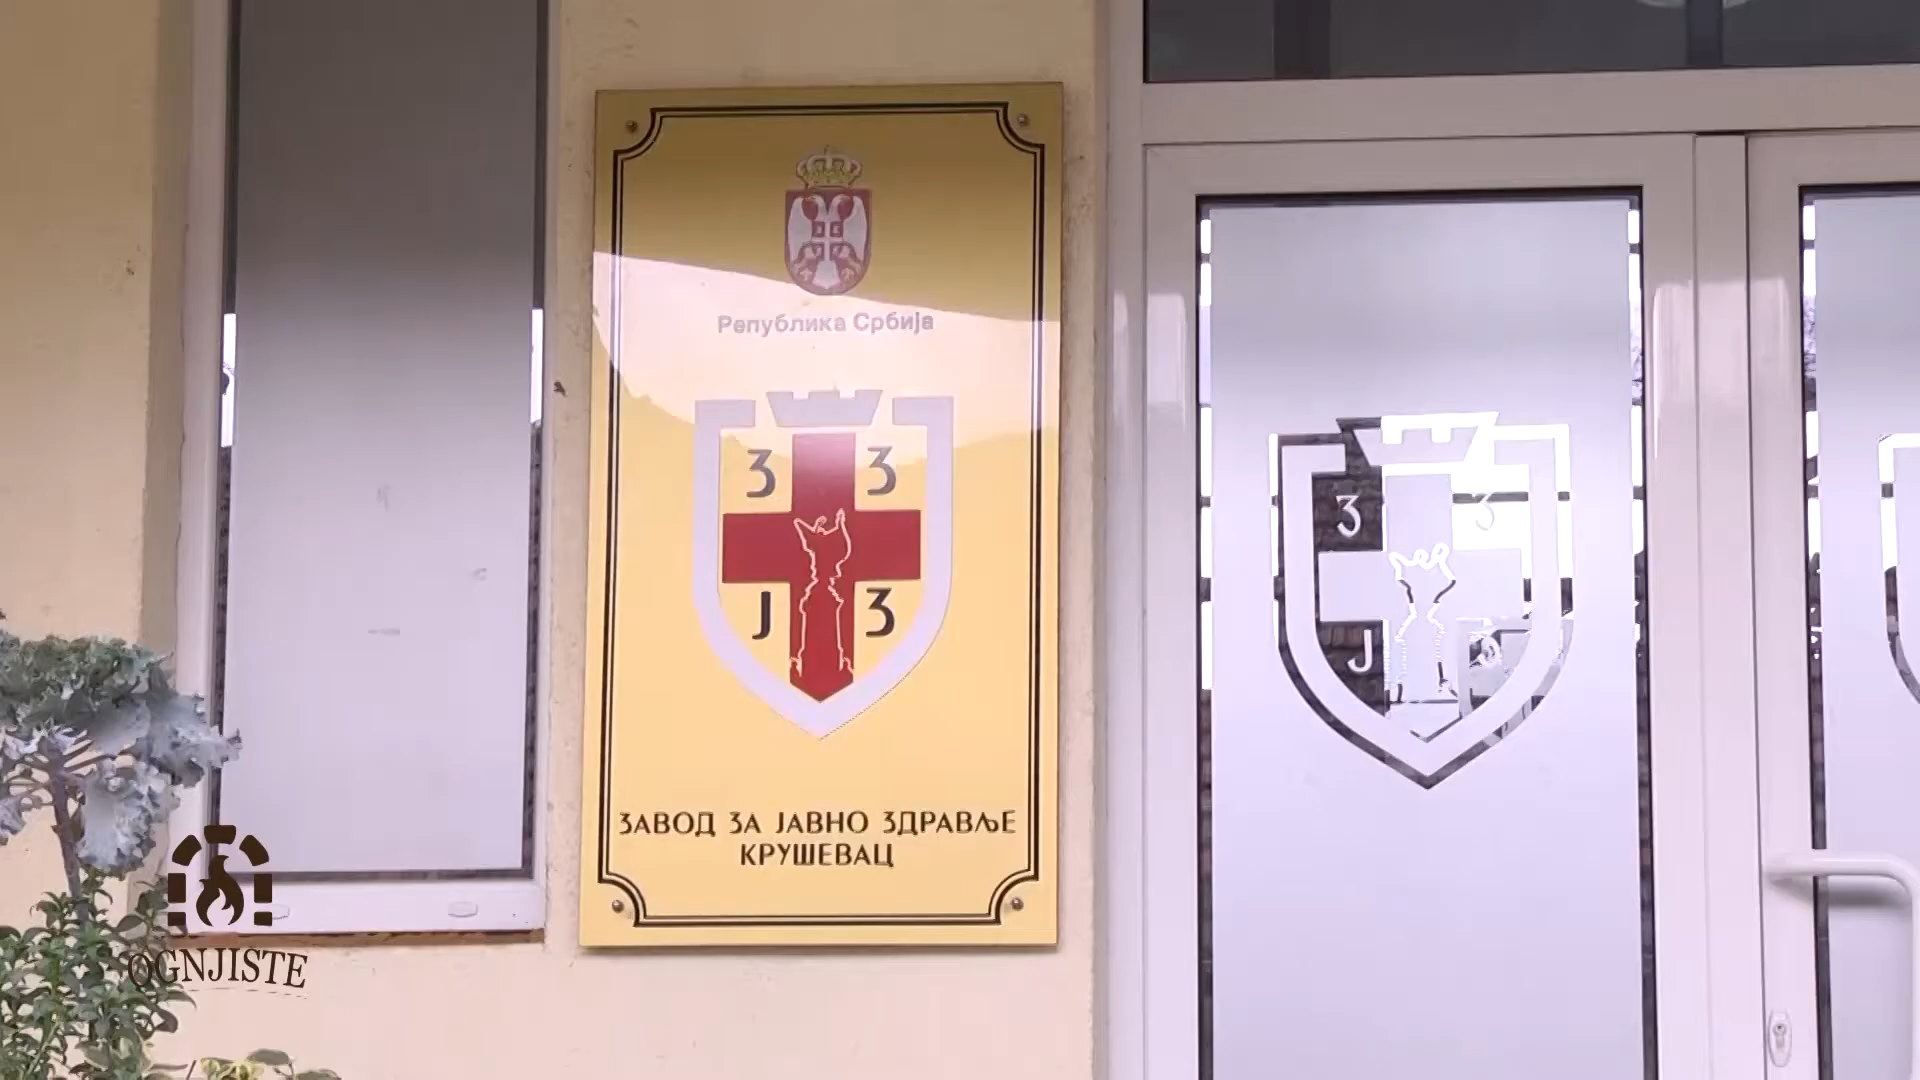 Република Србија
З З
Ј З
ЗАВОД ЗА ЈАВНО ЗДРАВЉЕ
КРУШЕВАЦ
З З
Ј З
OGNJISTE